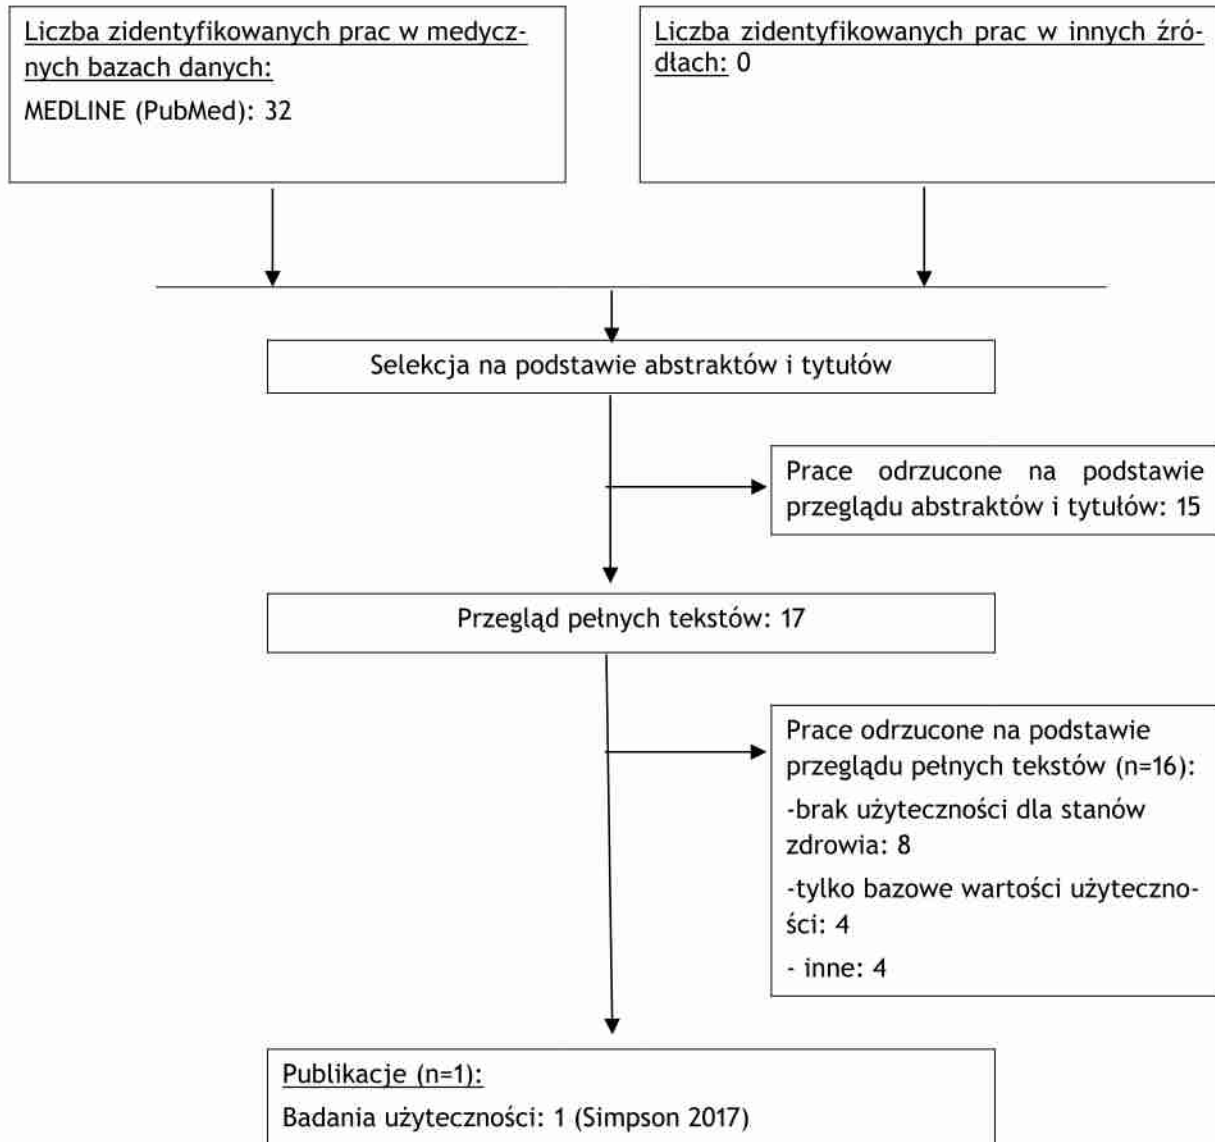 Liczba zidentyfikowanych prac w medycz-
nych bazach danych:
MEDLINE (PubMed): 32
Liczba zidentyfikowanych prac w innych źró-
dłach: 0
Selekcja na podstawie abstraktów i tytułów
Prace odrzucone na podstawie
przeglądu abstraktów i tytułów: 15
Przegląd pełnych tekstów: 17
Prace odrzucone na podstawie
przeglądu pełnych tekstów (n=16):
-brak użyteczności dla stanów
zdrowia: 8
-tylko bazowe wartości użyteczno-
ści: 4
- inne: 4
Publikacje (n=1):
Badania użyteczności: 1 (Simpson 2017)